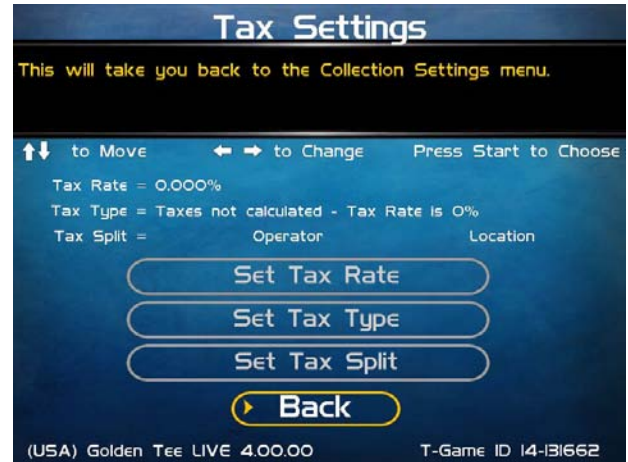 Tax Settings
This will take you back to the Collection Settings menu.
to Move to Change Press Start to Choose
Tax Rate = 0.000%
Tax Type = Taxes not calculated - Tax Rate is 0%
Tax Split = Operator Location
Set Tax Rate
Set Tax Type
Set Tax Split
Back
(USA) Golden Tee LIVE 4.00.00 T-Game ID 14-131662